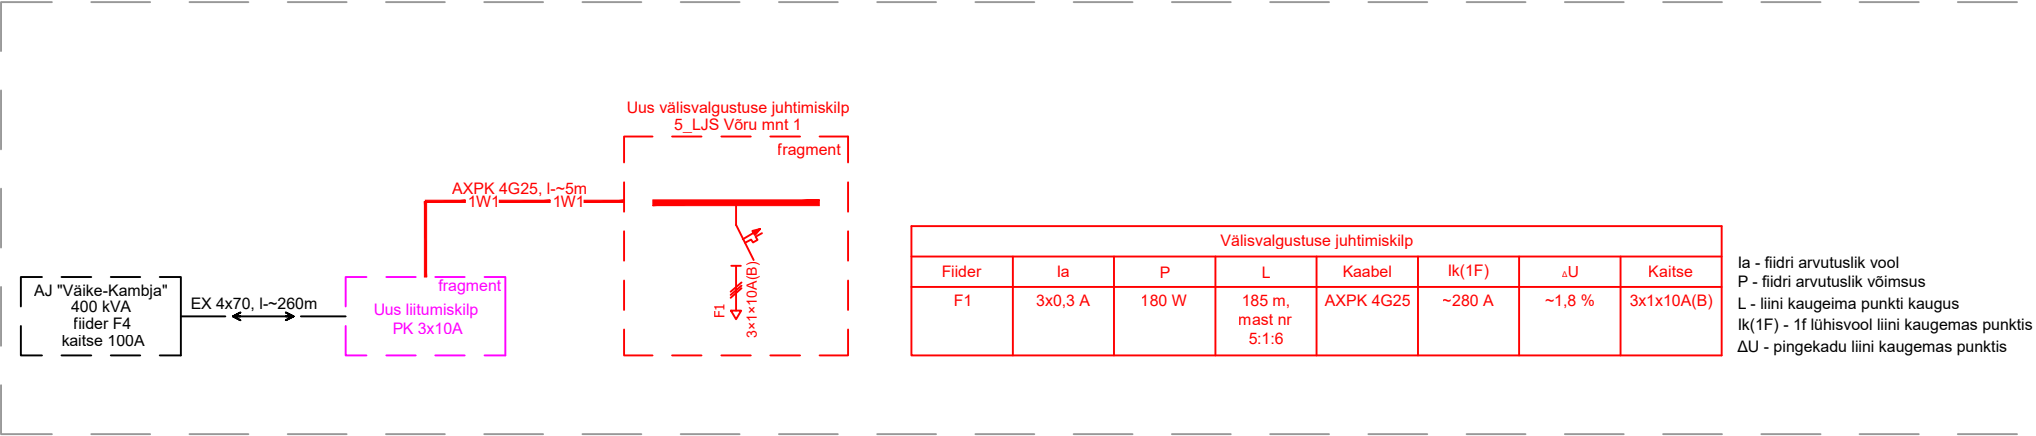 Uus välisvalgustuse juhtimiskilp
5_LJS Võru mnt 1
fragment
AXPK 4G25, l-~5m
1W1
1W1
F1
3×1×10A(B)
AJ "Väike-Kambja"
400 kVA
fiider F4
kaitse 100A
EX 4x70, l-~260m
fragment
Uus liitumiskilp
PK 3x10A
Välisvalgustuse juhtimiskilp
Fiider Ia P L Kaabel Ik(1F) ΔU Kaitse
F1 3x0,3 A 180 W 185 m, AXPK 4G25 ~280 A ~1,8 % 3x1x10A(B)
mast nr
5:1:6
Ia - fiidri arvutuslik vool
P - fiidri arvutuslik võimsus
L - liini kaugeima punkti kaugus
Ik(1F) - 1f lühisvool liini kaugemas punktis
ΔU - pingekadu liini kaugemas punktis